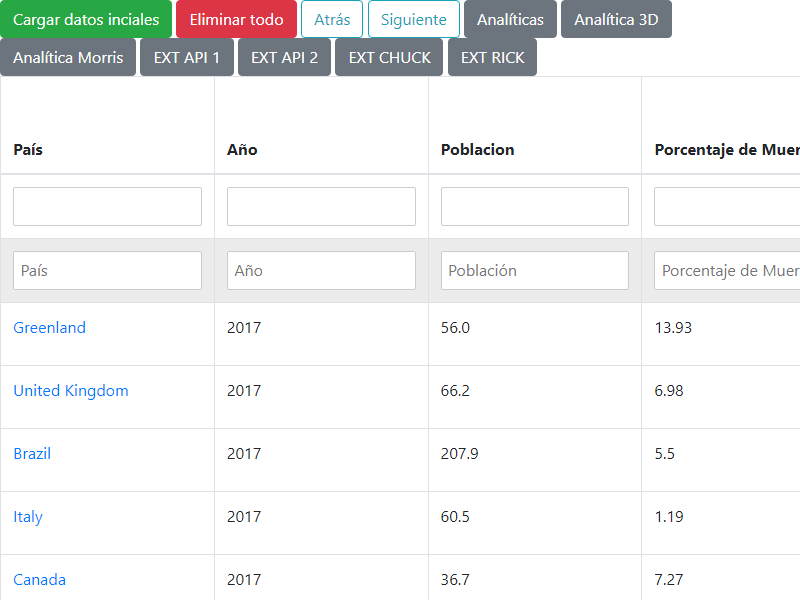 Cargar datos inciales Eliminar todo Atrás Siguiente Analíticas Analítica 3D
Analítica Morris EXT API 1 EXT API 2 EXT CHUCK EXT RICK
País Año Poblacion Porcentaje de Muer
País Año Población Porcentaje de Muer
Greenland 2017 56.0 13.93
United Kingdom 2017 66.2 6.98
Brazil 2017 207.9 5.5
Italy 2017 60.5 1.19
Canada 2017 36.7 7.27